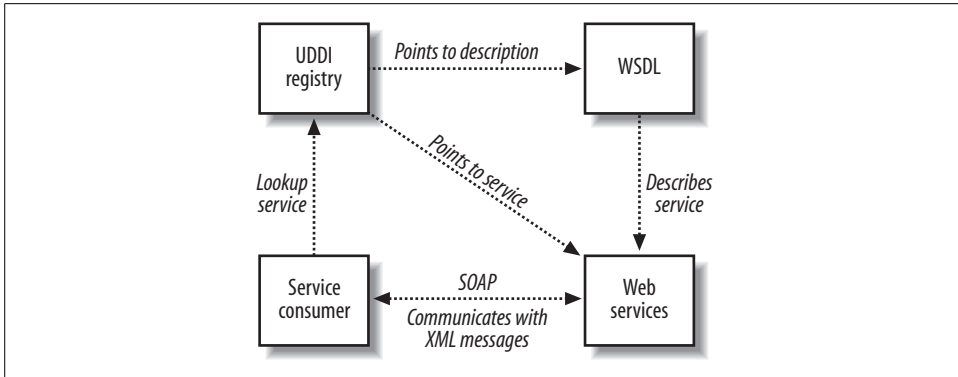 UDDI
registry
Points to description
WSDL
Points to service
Lookup
service
Describes
service
Service
consumer
SOAP
Communicates with
XML messages
Web
services